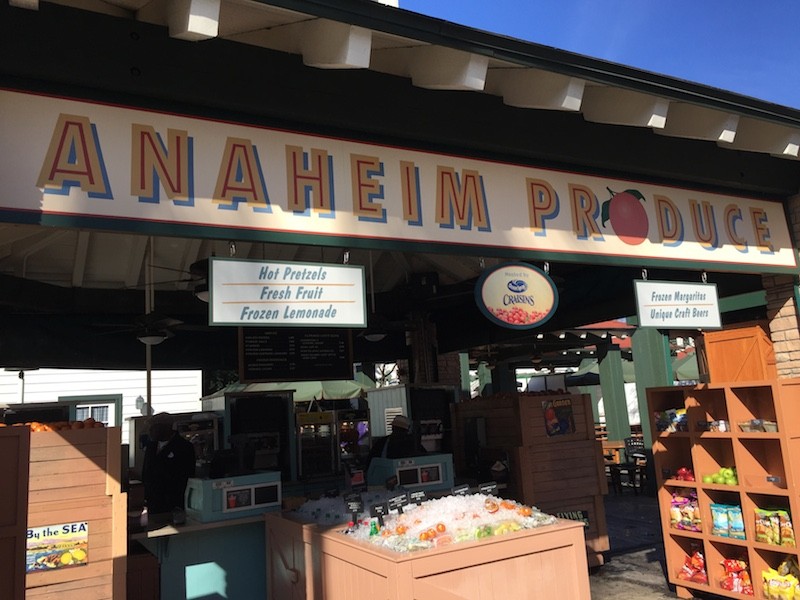 ANAHEIM PRODUCE
Hot Pretzels
Fresh Fruit
Frozen Lemonade
Hosted by
Ocean Spray
CRAISINS
Frozen Margaritas
Unique Craft Beers
By the SEA
FLYING